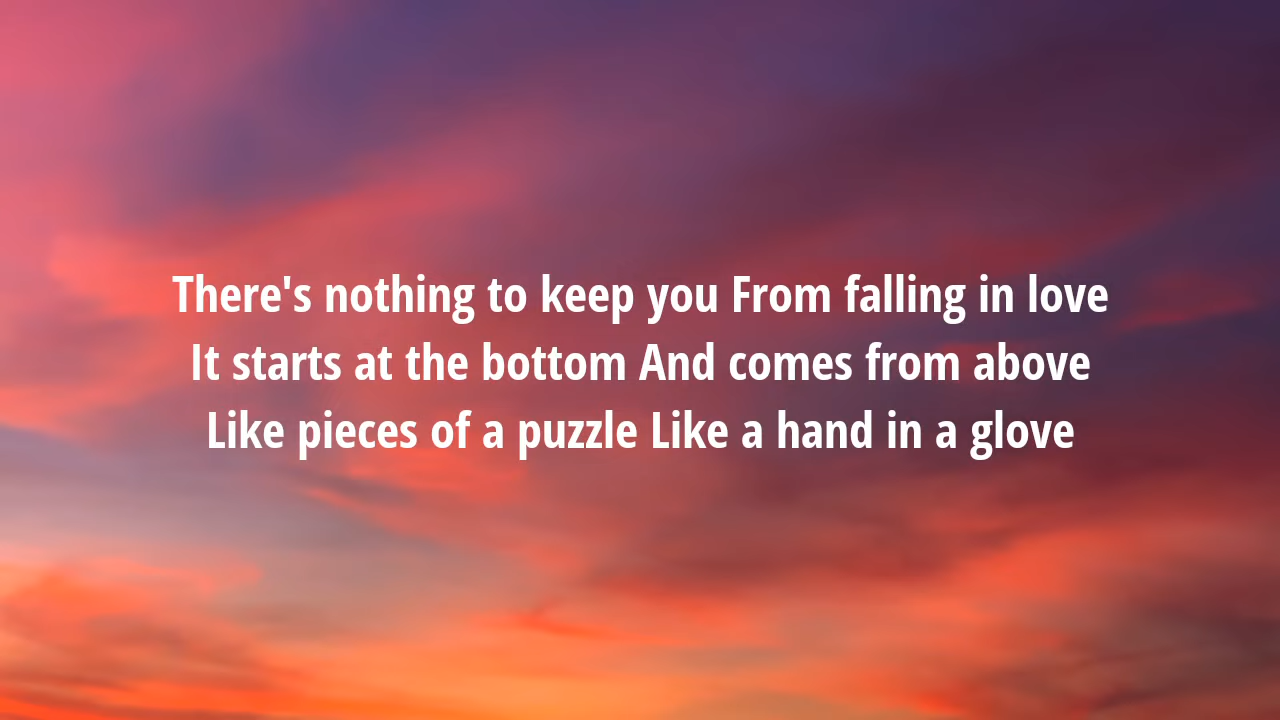 There's nothing to keep you From falling in love
It starts at the bottom And comes from above
Like pieces of a puzzle Like a hand in a glove